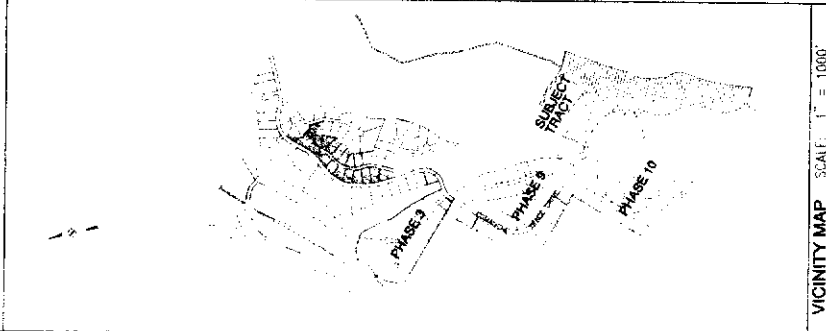 SUBJECT
TRACT
PHASE 3
PHASE 9
PHASE 10
VICINITY MAP SCALE: 1" = 1000'